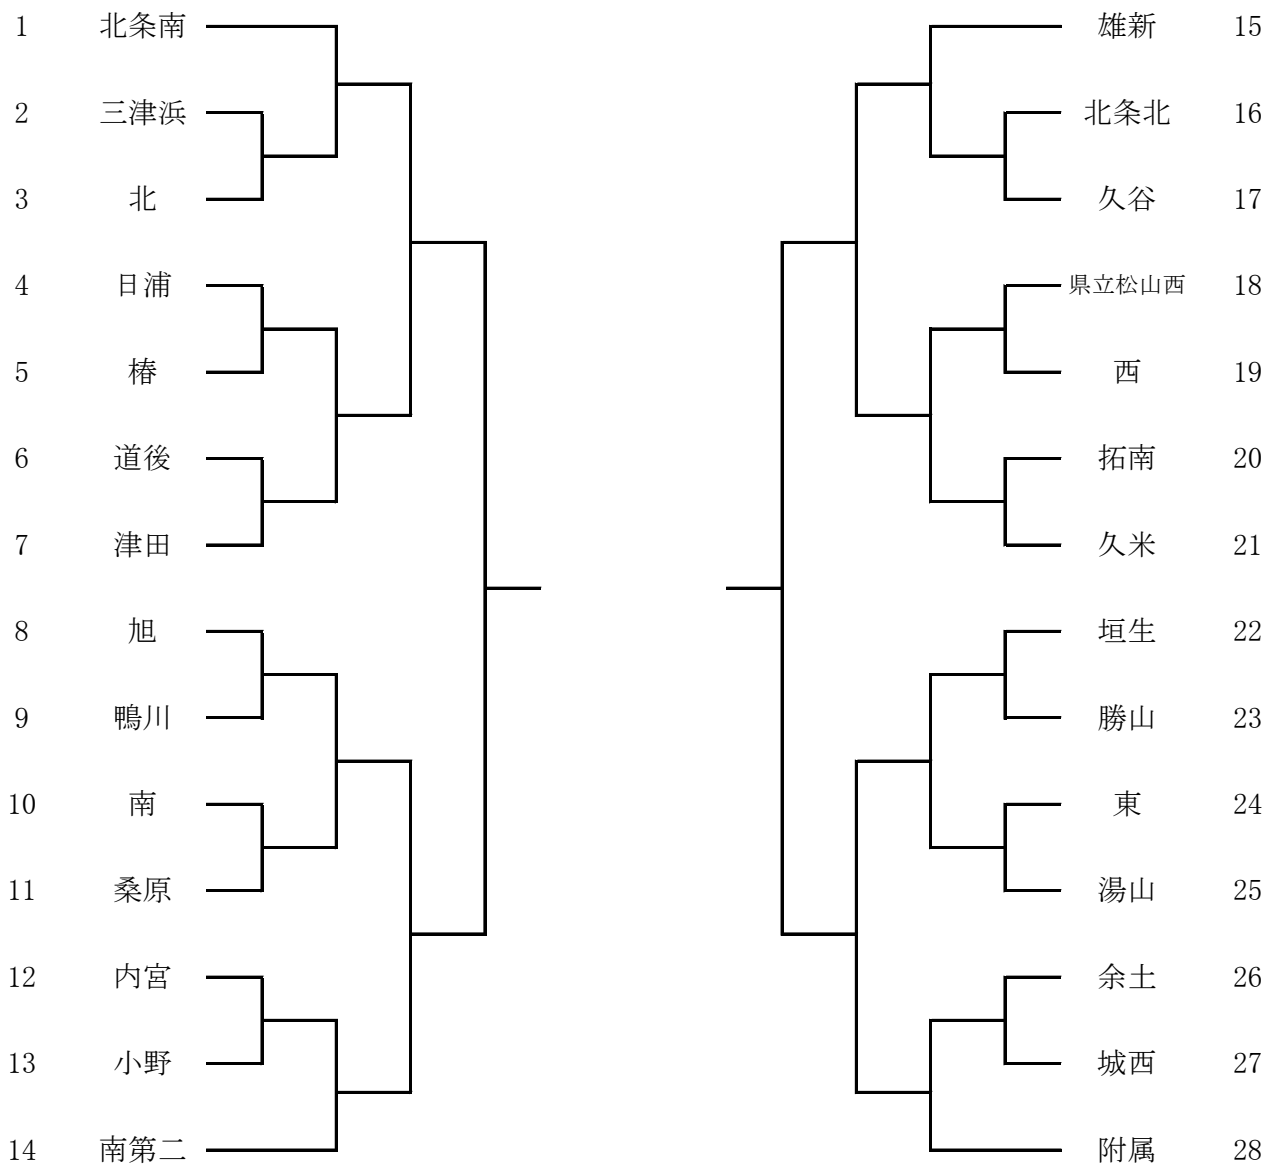 1 北条南
2 三津浜
3 北
4 日浦
5 椿
6 道後
7 津田
8 旭
9 鴨川
10 南
11 桑原
12 内宮
13 小野
14 南第二
雄新 15
北条北 16
久谷 17
県立松山西 18
西 19
拓南 20
久米 21
垣生 22
勝山 23
東 24
湯山 25
余土 26
城西 27
附属 28